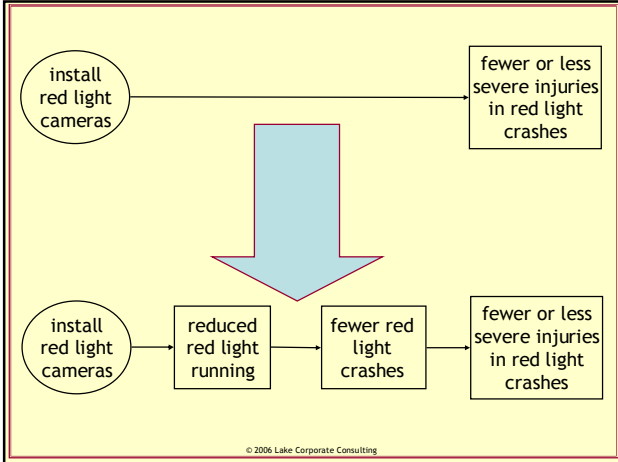 install
red light
cameras
fewer or less
severe injuries
in red light
crashes
install
red light
cameras
reduced
red light
running
fewer red
light
crashes
fewer or less
severe injuries
in red light
crashes
© 2006 Lake Corporate Consulting